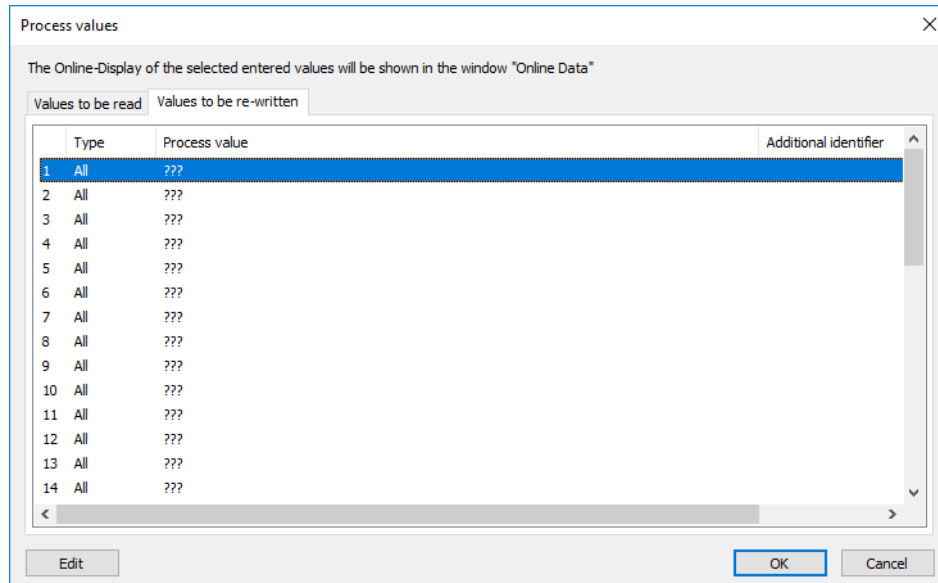 Process values
The Online-Display of the selected entered values will be shown in the window "Online Data"
Values to be read Values to be re-written
Type Process value Additional identifier
1 All ???
2 All ???
3 All ???
4 All ???
5 All ???
6 All ???
7 All ???
8 All ???
9 All ???
10 All ???
11 All ???
12 All ???
13 All ???
14 All ???
Edit OK Cancel